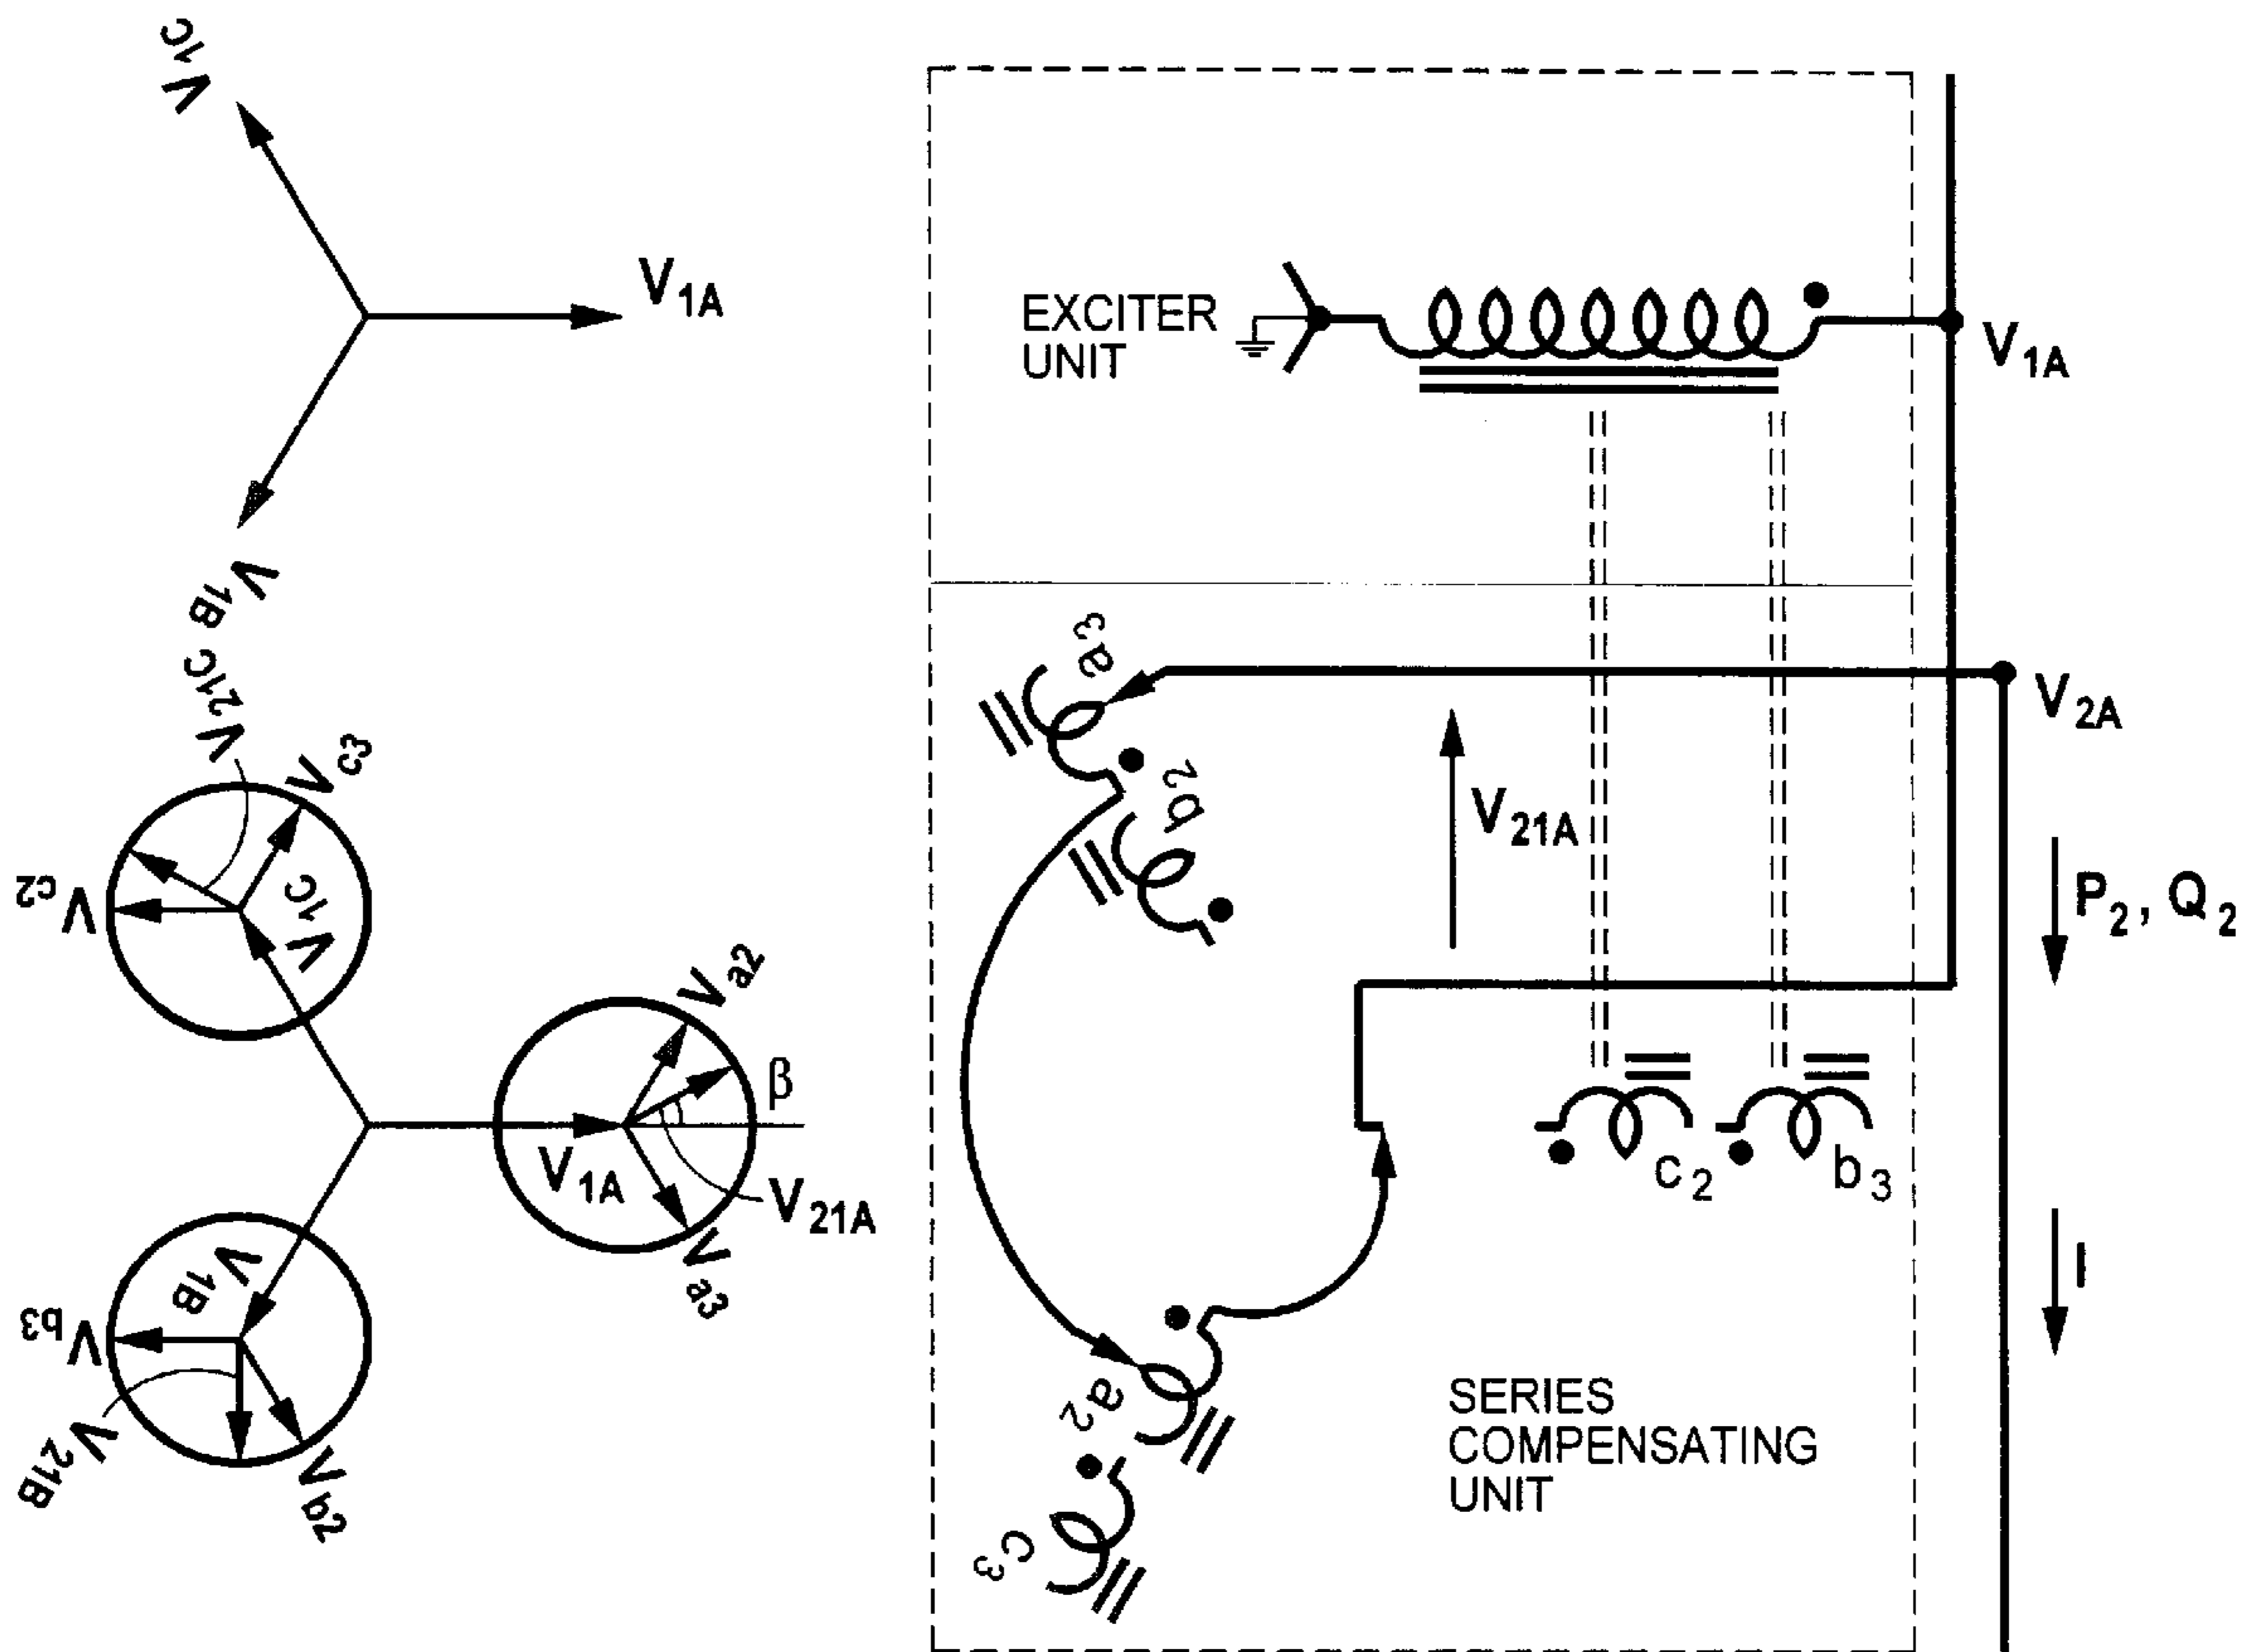 V1C
V1A
V1B
EXCITER
UNIT
V1A
V21C
Vc3
Vc2
V1C
Va2
β
V1A
V21A
Va3
V1B
Vb3
V21B
Vb2
a3
b2
V2A
V21A
P2, Q2
c2
b3
I
a2
c3
SERIES
COMPENSATING
UNIT